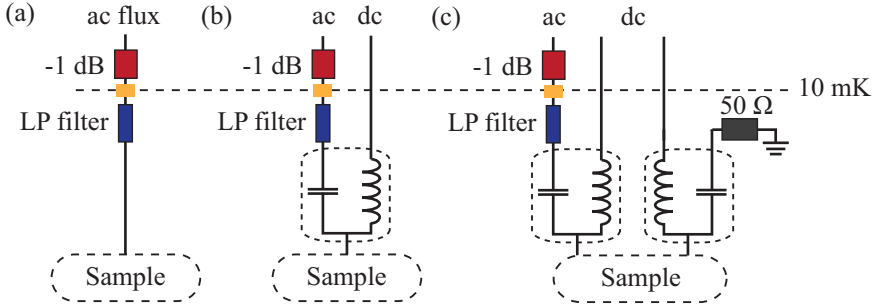 (a)
ac flux
-1 dB
LP filter
Sample
(b)
ac dc
-1 dB
LP filter
Sample
(c)
ac dc
-1 dB
10 mK
LP filter
50 Ω
Sample